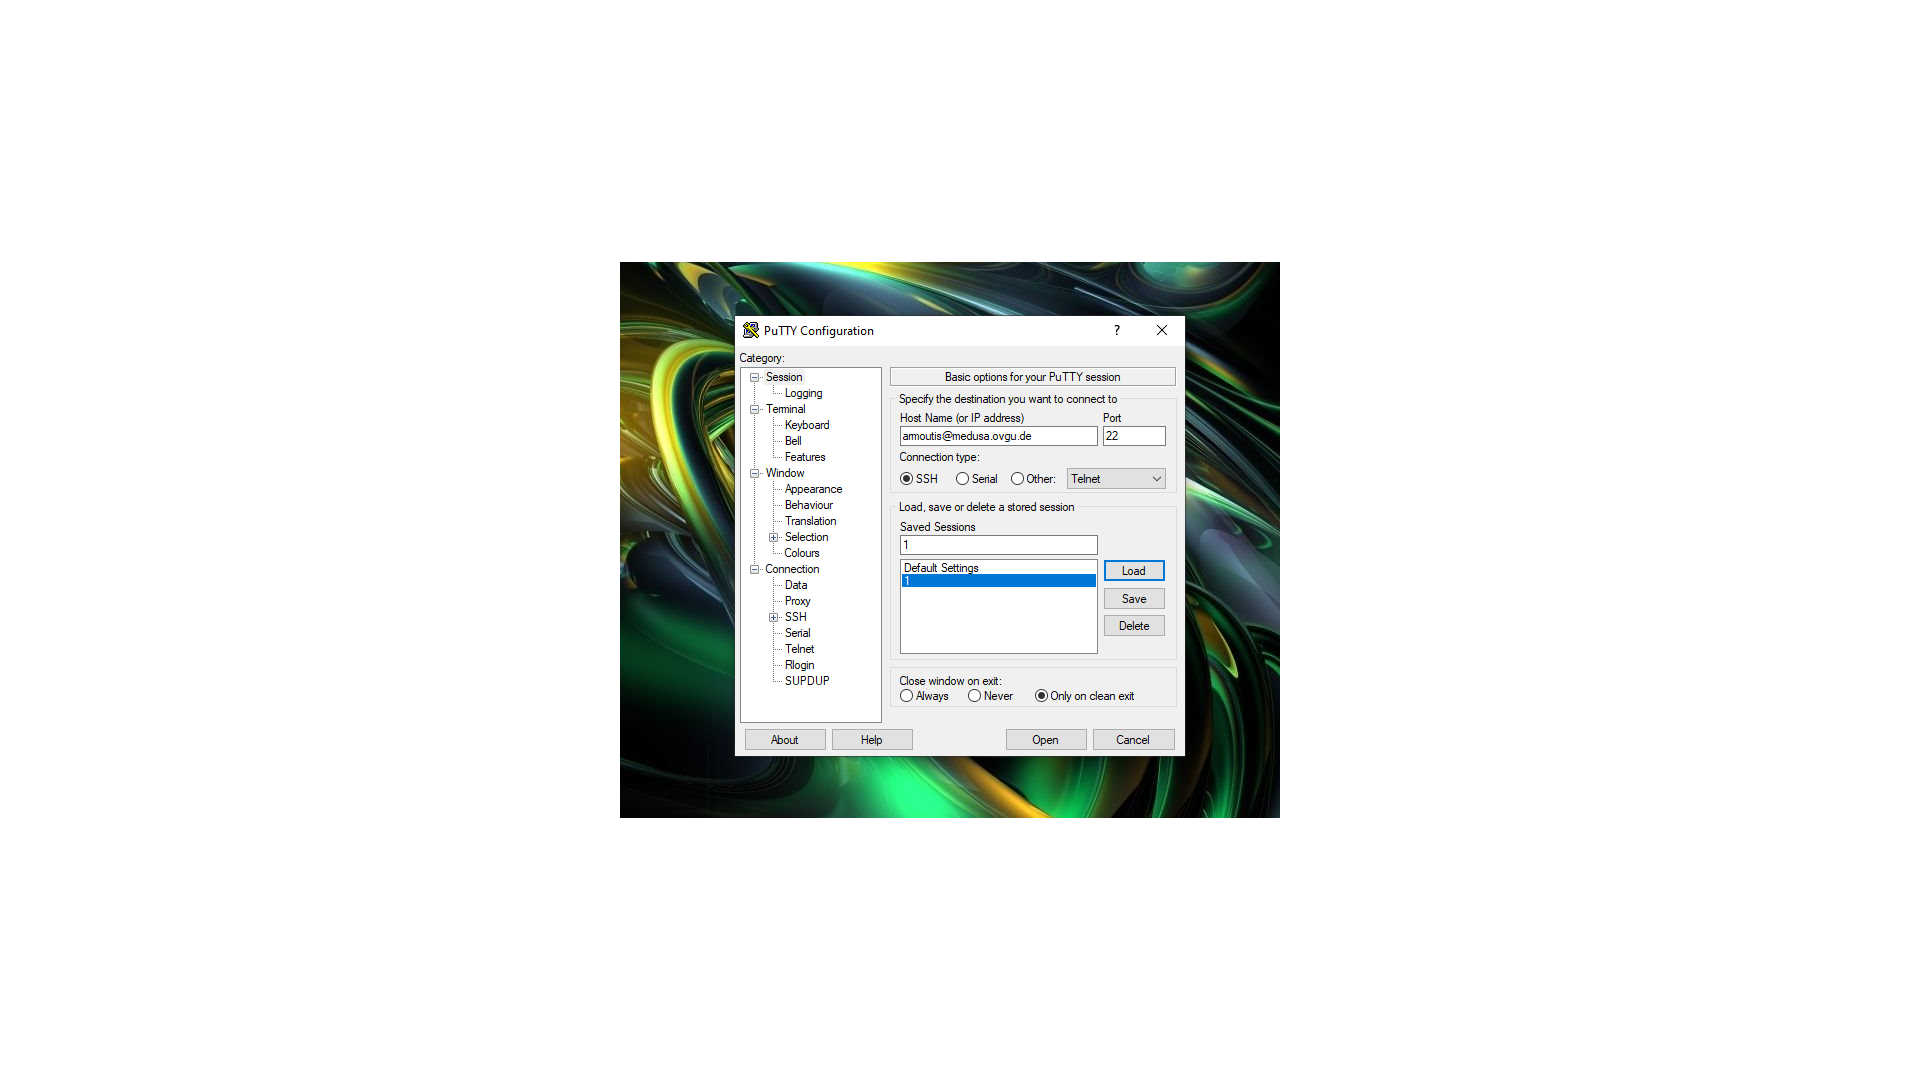 PuTTY Configuration
?
Category:
Session
Logging
Terminal
Keyboard
Bell
Features
Window
Appearance
Behaviour
Translation
Selection
Colours
Connection
Data
Proxy
SSH
Serial
Telnet
Rlogin
SUPDUP
Basic options for your PuTTY session
Specify the destination you want to connect to
Host Name (or IP address) Port
armoutis@medusa.ovgu.de 22
Connection type:
SSH Serial Other: Telnet
Load, save or delete a stored session
Saved Sessions
1
Default Settings
1
Load
Save
Delete
Close window on exit:
Always Never Only on clean exit
About Help Open Cancel